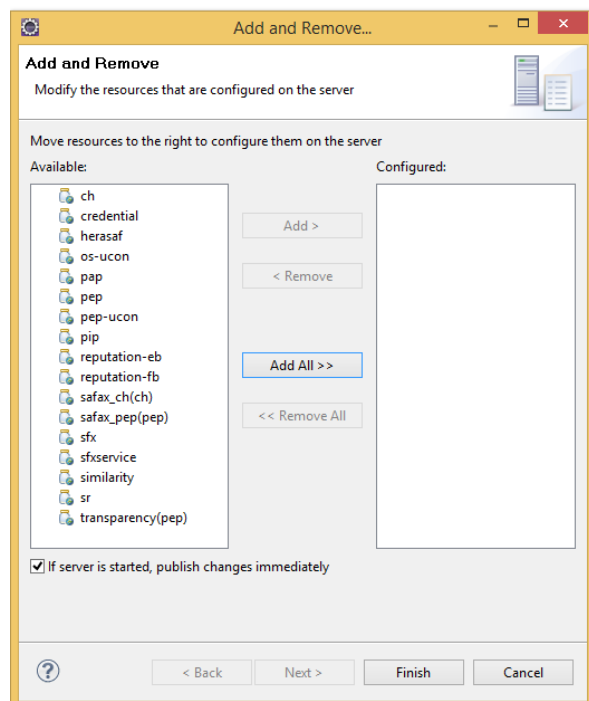 Add and Remove...
Add and Remove
Modify the resources that are configured on the server
Move resources to the right to configure them on the server
Available:
Configured:
ch
credential
herasaf
os-ucon
pap
pep
pep-ucon
pip
reputation-eb
reputation-fb
safax_ch(ch)
safax_pep(pep)
sfx
sfxservice
similarity
sr
transparency(pep)
Add >
< Remove
Add All >>
<< Remove All
If server is started, publish changes immediately
?
< Back
Next >
Finish
Cancel